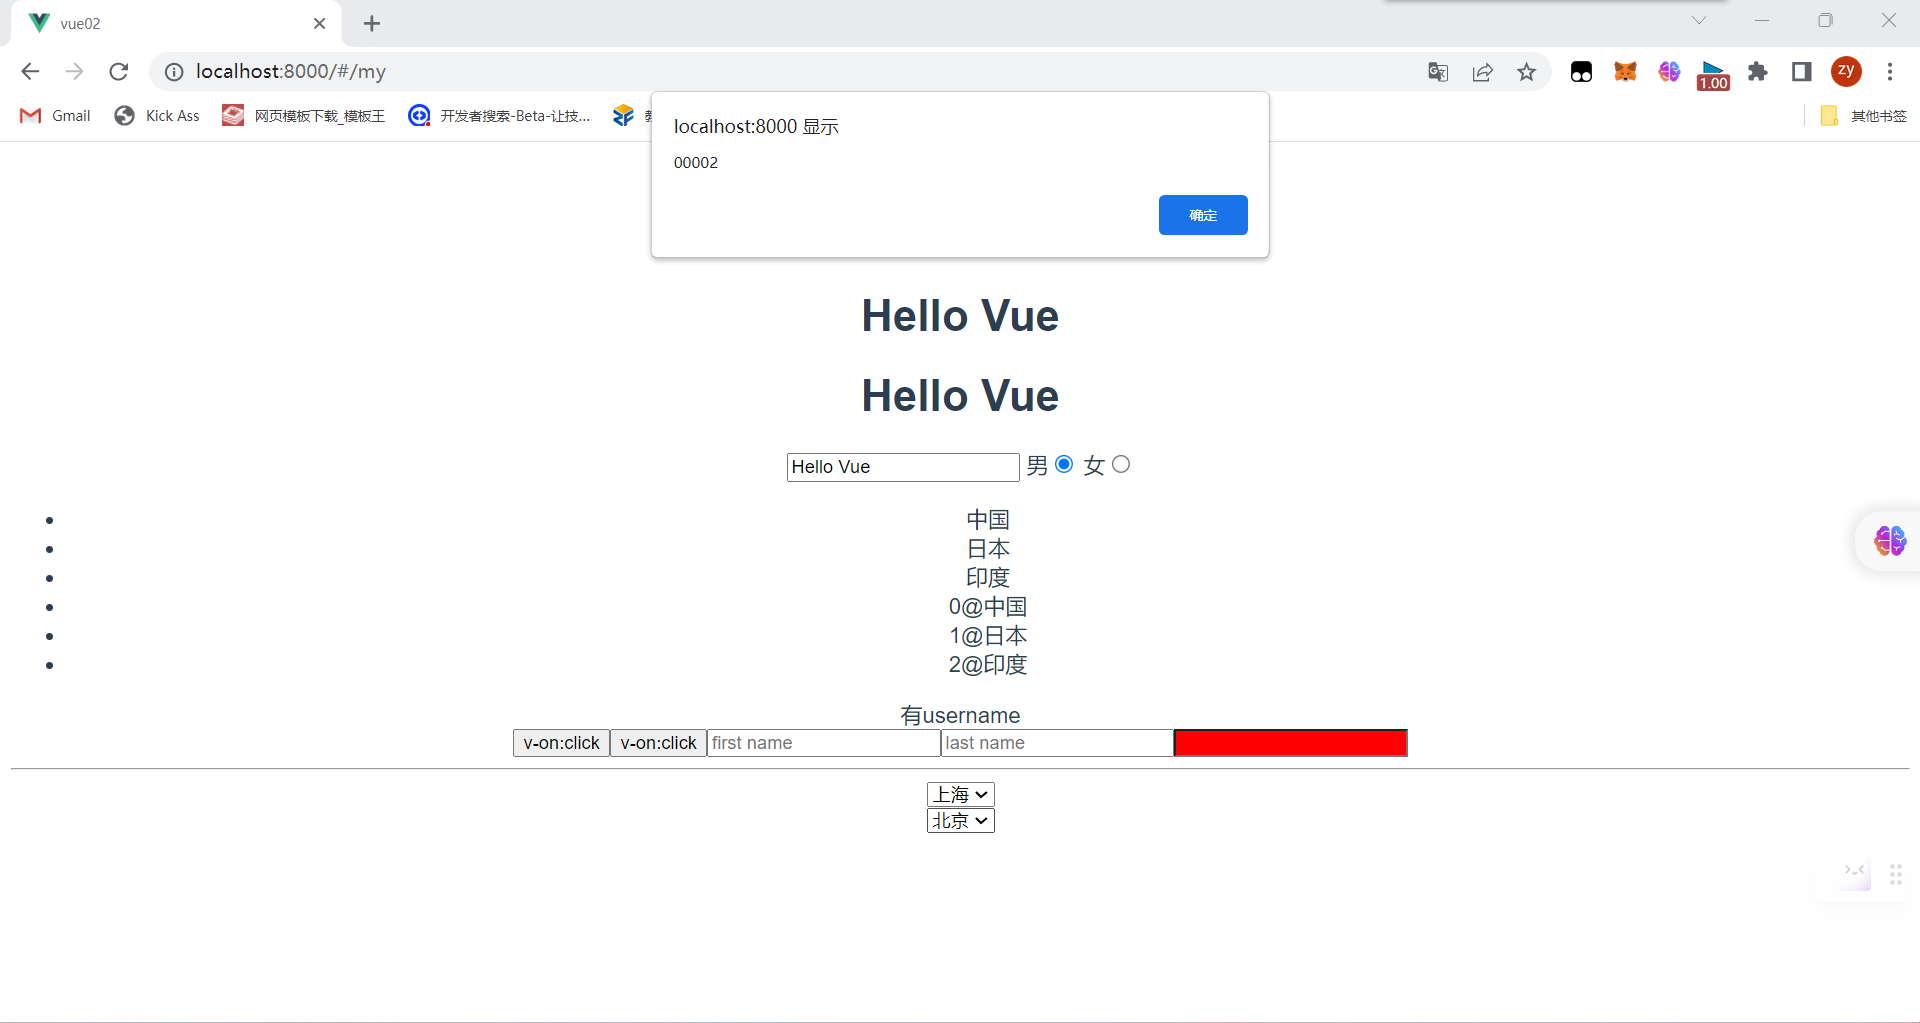 vue02
localhost:8000/#/my
1.00
zy
Gmail
Kick Ass
网页模板下载_模板王
开发者搜索-Beta-让技...
其他书签
localhost:8000 显示
00002
确定
Hello Vue
Hello Vue
Hello Vue 男 女
中国
日本
印度
0@中国
1@日本
2@印度
有username
v-on:click v-on:click first name last name
上海
北京